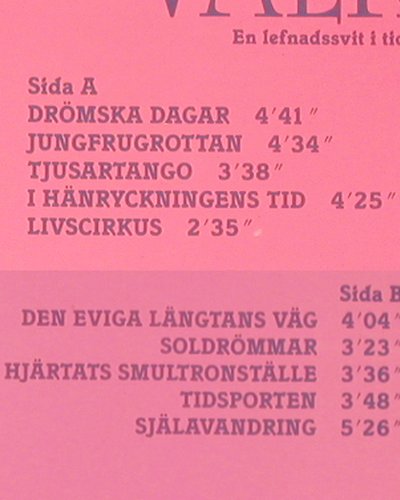 En lefnadssvit i
Sida A
DRÖMSKA DAGAR 4'41"
JUNGFRUGROTTAN 4'34"
TJUSARTANGO 3'38"
I HÄNRYCKNINGENS TID 4'25"
LIVSCIRKUS 2'35"
Sida B
DEN EVIGA LÄNGTANS VÄG 4'04"
SOLDRÖMMAR 3'23"
HJÄRTATS SMULTRONSTÄLLE 3'36"
TIDSPORTEN 3'48"
SJÄLAVANDRING 5'26"